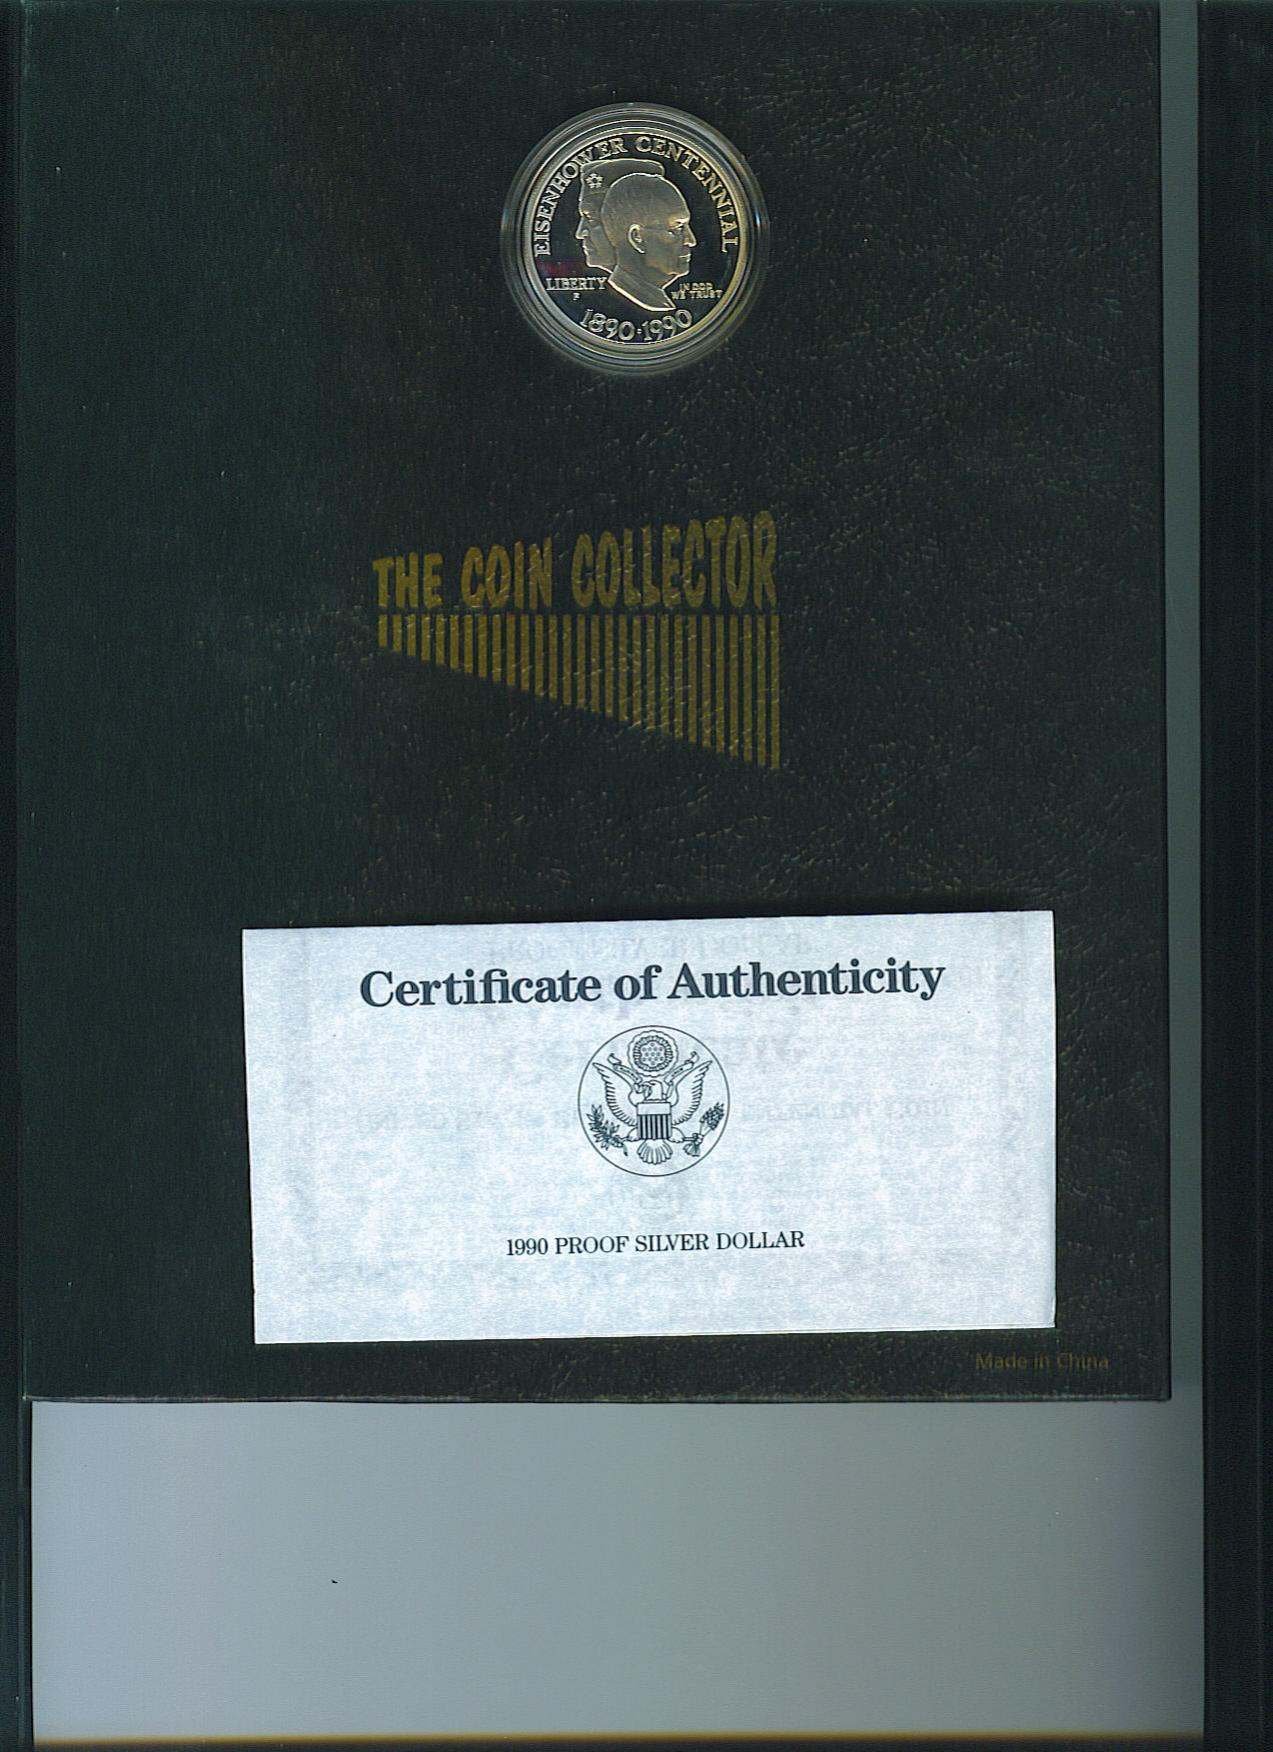 EISENHOWER CENTENNIAL
LIBERTY
P
IN GOD
WE TRUST
1890·1990
THE COIN COLLECTOR
Certificate of Authenticity
1990 PROOF SILVER DOLLAR
Made in China